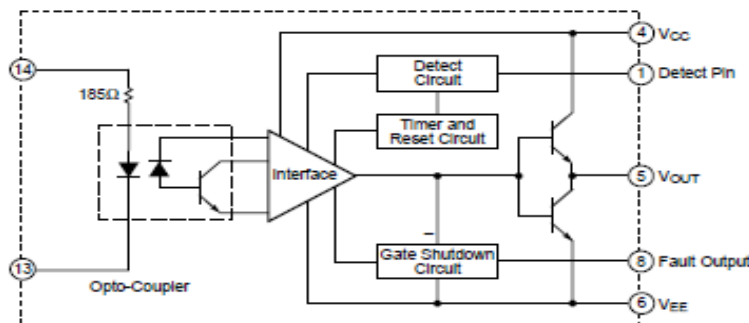 4 VCC
14
Detect
Circuit
1 Detect Pin
185Ω
Timer and
Reset Circuit
Interface
5 VOUT
Gate Shutdown
Circuit
8 Fault Output
13
Opto-Coupler
6 VEE